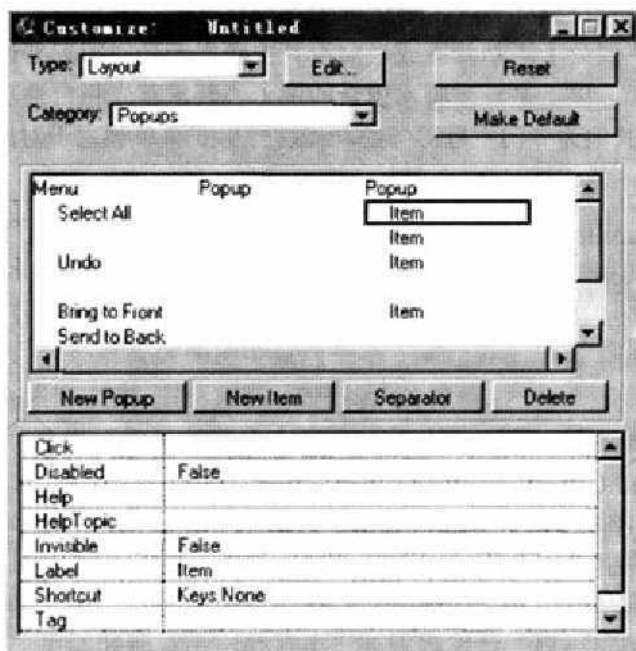 Customize: Untitled
Type: Layout Edit... Reset
Category: Popups Make Default
Menu Popup Popup
Select All Item
Item
Undo Item
Bring to Front Item
Send to Back
New Popup New Item Separator Delete
Click
Disabled False
Help
HelpTopic
Invisible False
Label Item
Shortcut Keys.None
Tag